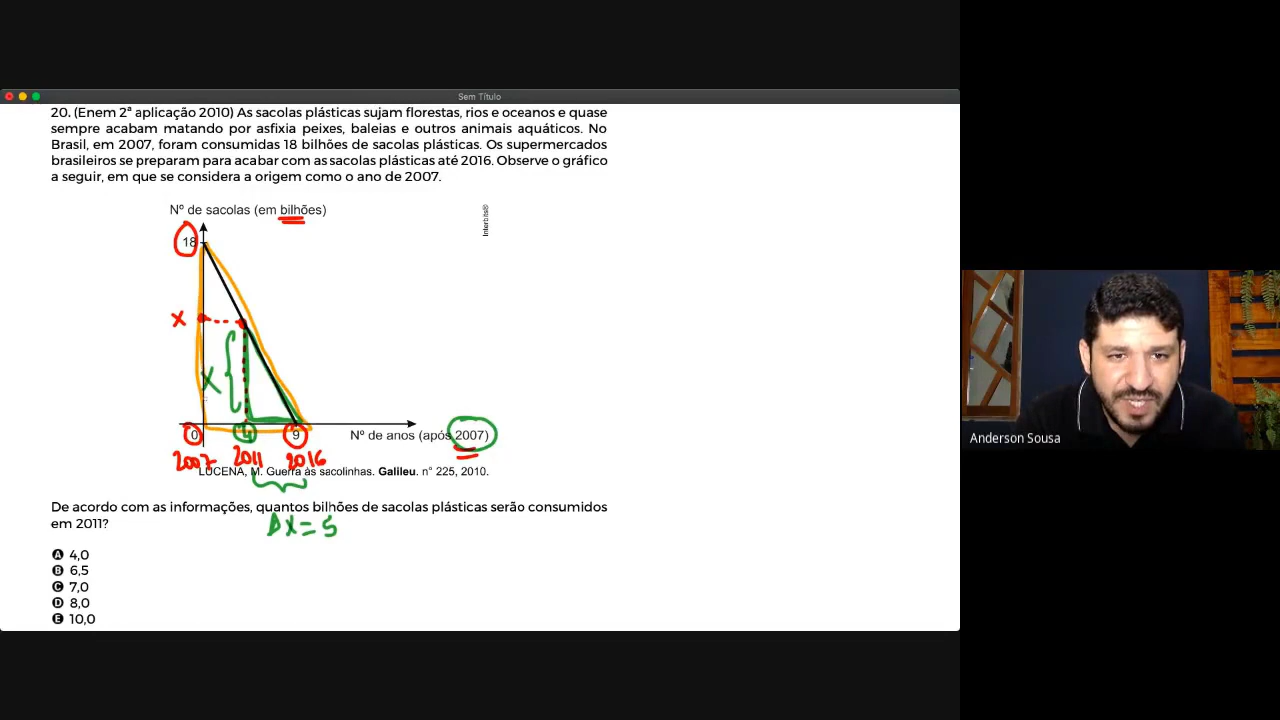 Sem Título
20. (Enem 2ª aplicação 2010) As sacolas plásticas sujam florestas, rios e oceanos e quase
sempre acabam matando por asfixia peixes, baleias e outros animais aquáticos. No
Brasil, em 2007, foram consumidas 18 bilhões de sacolas plásticas. Os supermercados
brasileiros se preparam para acabar com as sacolas plásticas até 2016. Observe o gráfico
a seguir, em que se considera a origem como o ano de 2007.
Nº de sacolas (em bilhões)
Interbits®
18
X
X
0 4 9 Nº de anos (após 2007)
2007 2011 2016
LUCENA, M. Guerra às sacolinhas. Galileu. n° 225, 2010.
De acordo com as informações, quantos bilhões de sacolas plásticas serão consumidos
em 2011?
ΔX = 5
A 4,0
B 6,5
C 7,0
D 8,0
E 10,0
Anderson Sousa